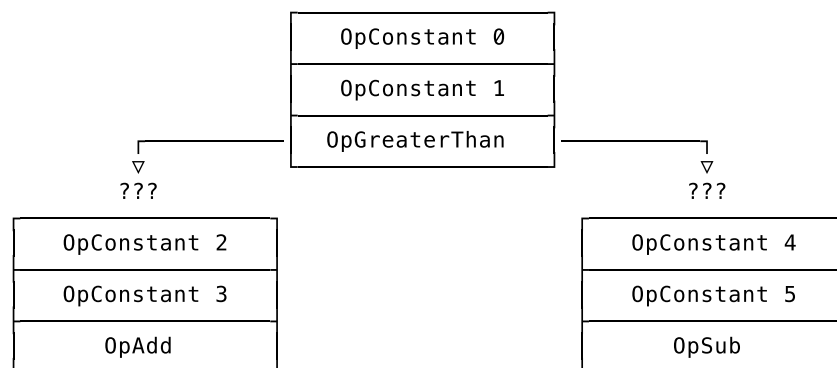 OpConstant 0
OpConstant 1
OpGreaterThan
???
???
OpConstant 2
OpConstant 4
OpConstant 3
OpConstant 5
OpAdd
OpSub